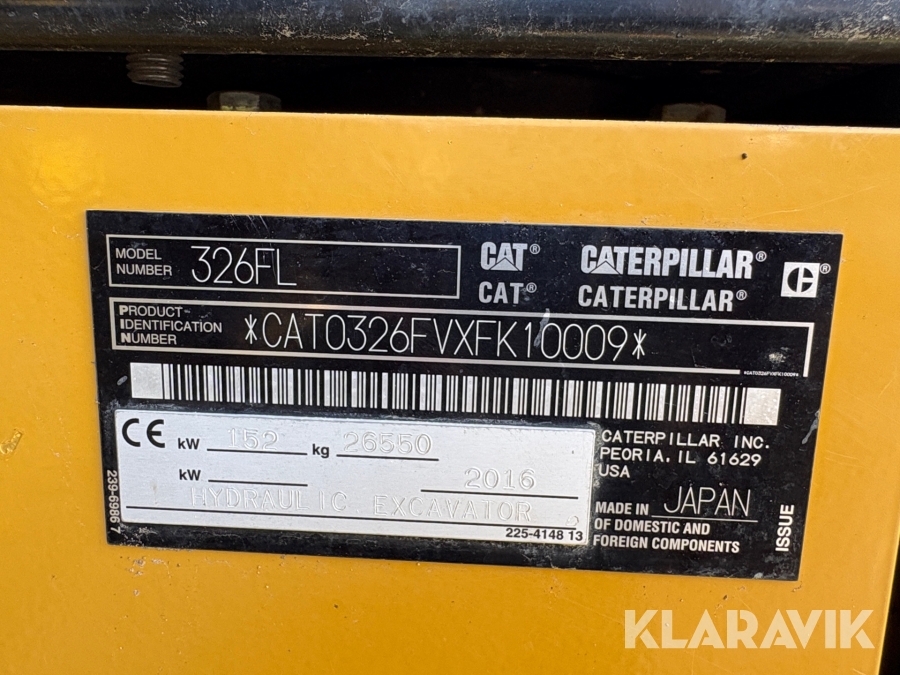 MODEL NUMBER 326FL
CAT® CATERPILLAR® ®
CAT® CATERPILLAR®
PRODUCT IDENTIFICATION NUMBER *CAT0326FVXFK10009*
*CAT0326FVXFK10009*
CE kW 152 kg 26550
kW 2016
HYDRAULIC EXCAVATOR
225-4148 13
239-6986 7
CATERPILLAR INC.
PEORIA, IL 61629
USA
MADE IN JAPAN
OF DOMESTIC AND
FOREIGN COMPONENTS
ISSUE
KLARAVIK